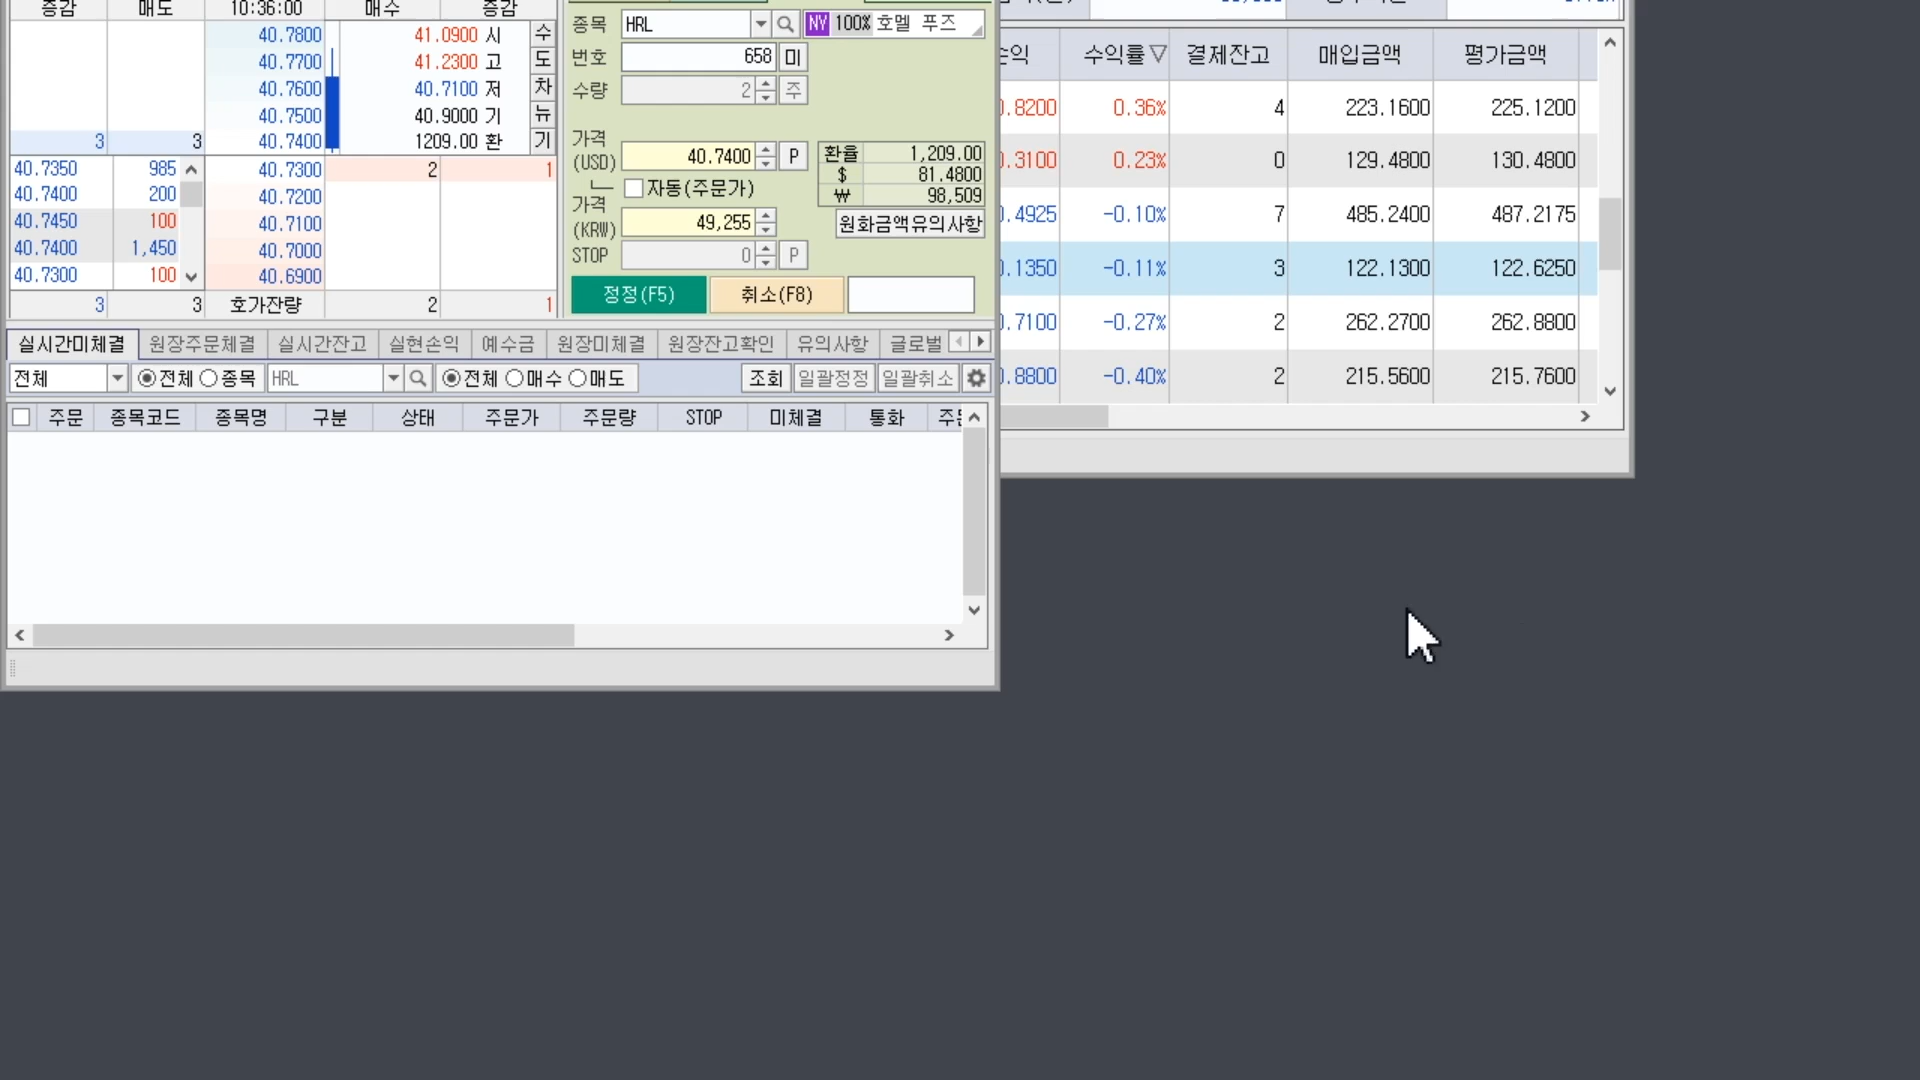 증감 매도 10:36:00 매수 증감
40.7800 41.0900 시 수
40.7700 41.2300 고 도
40.7600 40.7100 저 차
40.7500 40.9000 기 뉴
3 3 40.7400 1209.00 환 기
40.7350 985 40.7300 2 1
40.7400 200 40.7200
40.7450 100 40.7100
40.7400 1,450 40.7000
40.7300 100 40.6900
3 3 호가잔량 2 1
종목 HRL NY 100% 호멜 푸즈
번호 658 미
수량 2 주
가격
(USD) 40.7400 P
자동(주문가)
가격
(KRW) 49,255
STOP 0 P
환율 1,209.00
$ 81.4800
₩ 98,509
원화금액유의사항
정정(F5) 취소(F8)
실시간미체결 원장주문체결 실시간잔고 실현손익 예수금 원장미체결 원장잔고확인 유의사항 글로벌
전체 전체 종목 HRL 전체 매수 매도 조회 일괄정정 일괄취소
주문 종목코드 종목명 구분 상태 주문가 주문량 STOP 미체결 통화
수익률▽ 결제잔고 매입금액 평가금액
.8200 0.36% 4 223.1600 225.1200
.3100 0.23% 0 129.4800 130.4800
.4925 -0.10% 7 485.2400 487.2175
.1350 -0.11% 3 122.1300 122.6250
.7100 -0.27% 2 262.2700 262.8800
.8800 -0.40% 2 215.5600 215.7600